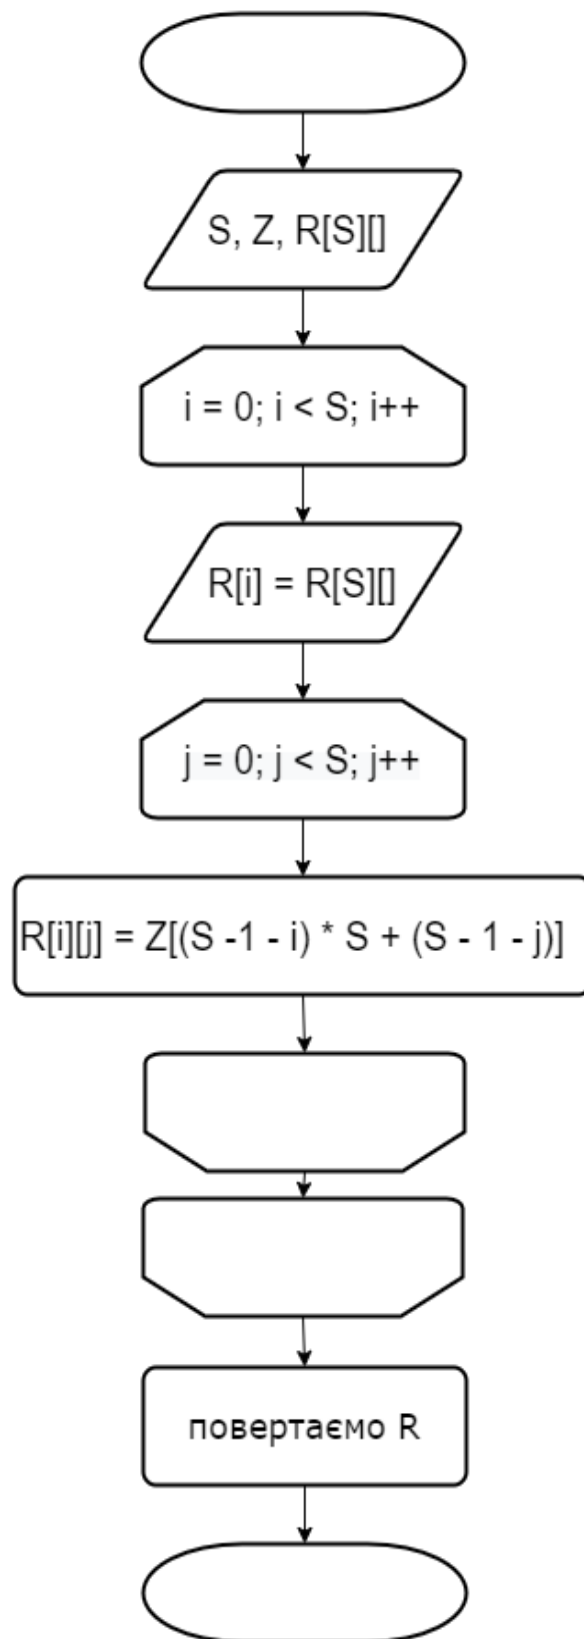 S, Z, R[S][]
i = 0; i < S; i++
R[i] = R[S][]
j = 0; j < S; j++
R[i][j] = Z[(S -1 - i) * S + (S - 1 - j)]
повертаємо R